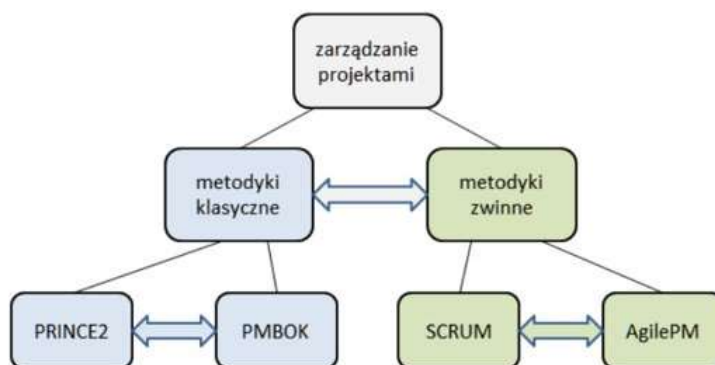 zarządzanie
projektami
metodyki
klasyczne
metodyki
zwinne
PRINCE2
PMBOK
SCRUM
AgilePM